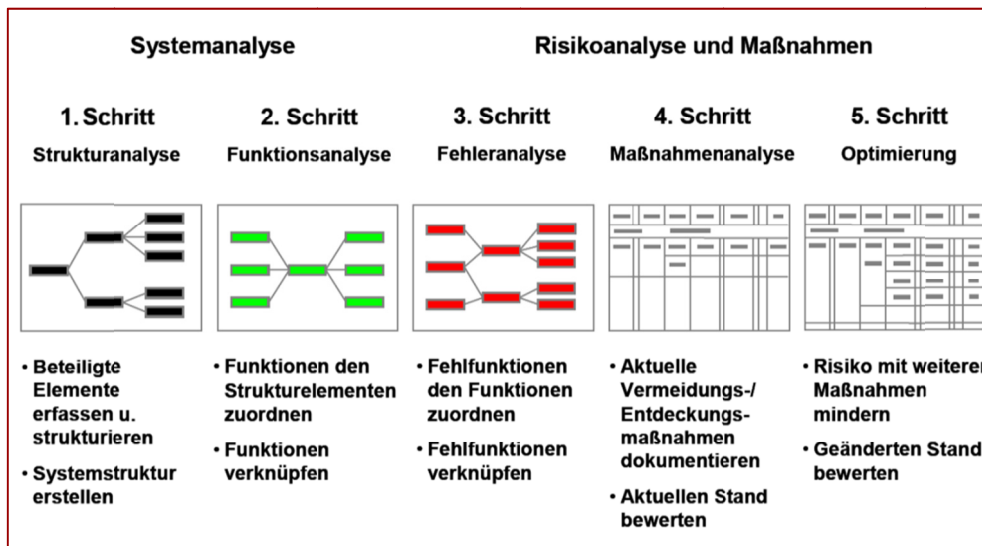 Systemanalyse
Risikoanalyse und Maßnahmen
1. Schritt
Strukturanalyse
2. Schritt
Funktionsanalyse
3. Schritt
Fehleranalyse
4. Schritt
Maßnahmenanalyse
5. Schritt
Optimierung
• Beteiligte
Elemente
erfassen u.
strukturieren
• Systemstruktur
erstellen
• Funktionen den
Strukturelementen
zuordnen
• Funktionen
verknüpfen
• Fehlfunktionen
den Funktionen
zuordnen
• Fehlfunktionen
verknüpfen
• Aktuelle
Vermeidungs-/
Entdeckungs-
maßnahmen
dokumentieren
• Aktuellen Stand
bewerten
• Risiko mit weiteren
Maßnahmen
mindern
• Geänderten Stand
bewerten